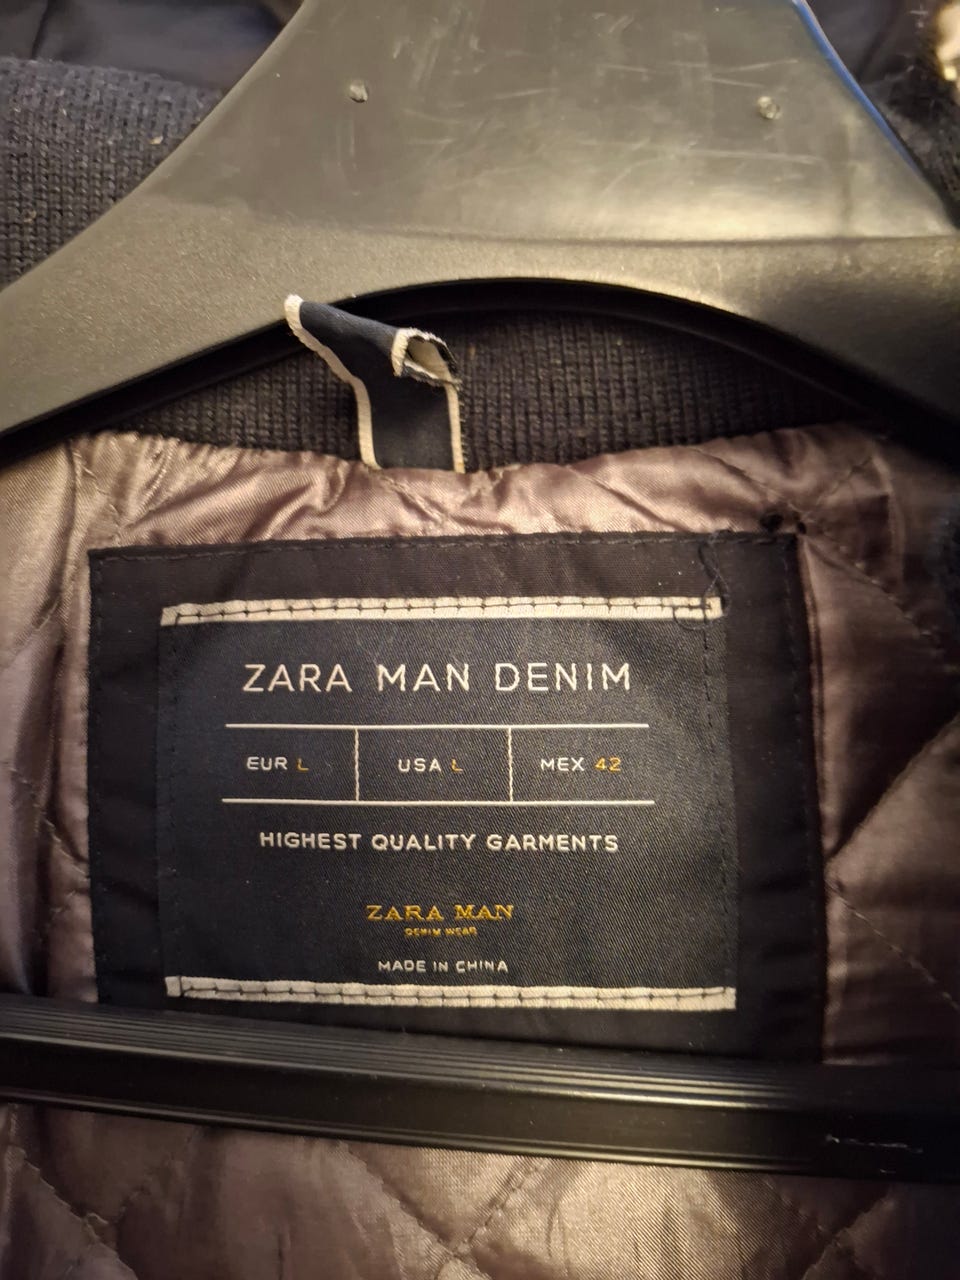 ZARA MAN DENIM
EUR L USA L MEX 42
HIGHEST QUALITY GARMENTS
ZARA MAN
DENIM WEAR
MADE IN CHINA